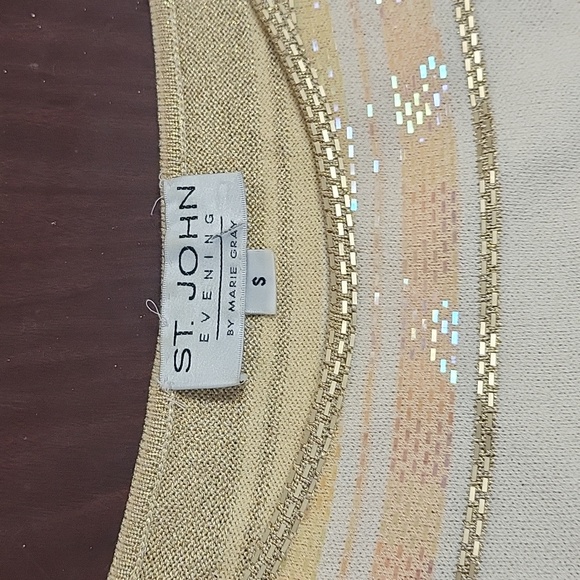 ST. JOHN
EVENING
BY MARIE GRAY
S